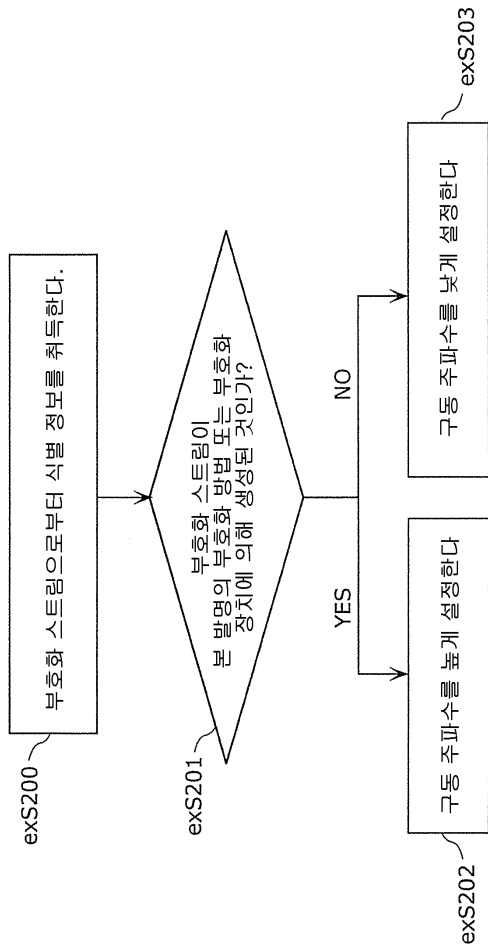 exS200
부호화 스트림으로부터 식별 정보를 취득한다.
exS201
부호화 스트림이
본 발명의 부호화 방법 또는 부호화
장치에 의해 생성된 것인가?
YES
NO
exS202
구동 주파수를 높게 설정한다
구동 주파수를 낮게 설정한다
exS203